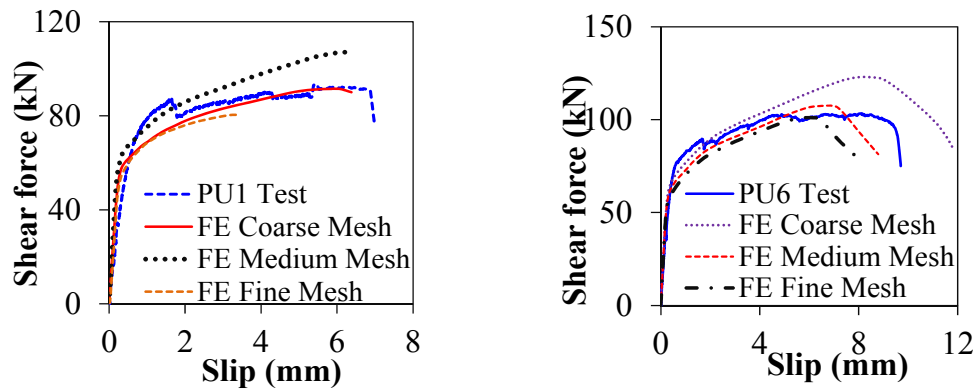 Shear force (kN)
120
80
40
0
PU1 Test
FE Coarse Mesh
FE Medium Mesh
FE Fine Mesh
0 2 4 6 8
Slip (mm)
Shear force (kN)
150
100
50
0
PU6 Test
FE Coarse Mesh
FE Medium Mesh
FE Fine Mesh
0 4 8 12
Slip (mm)